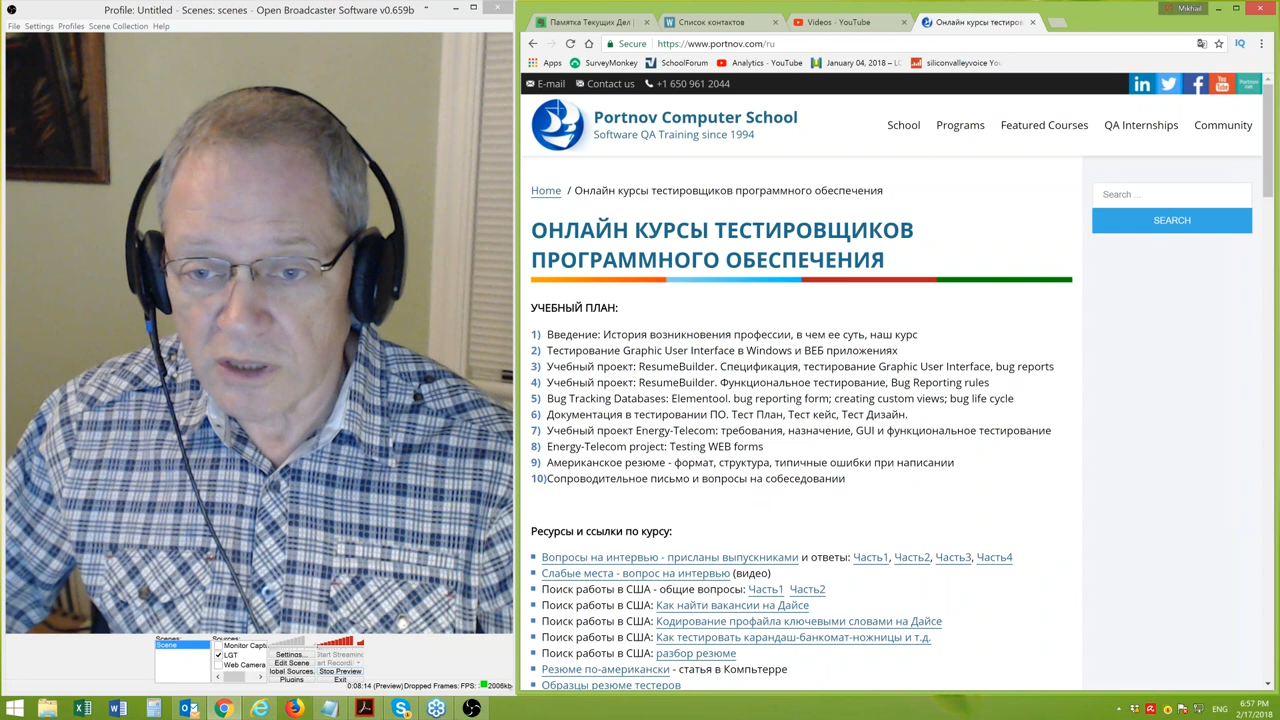 Profile: Untitled - Scenes: scenes - Open Broadcaster Software v0.659b
File Settings Profiles Scene Collection Help
Mikhail
Памятка Текущих Дел |
Список контактов
Videos - YouTube
Онлайн курсы тестиров
Secure https://www.portnov.com/ru
Apps SurveyMonkey SchoolForum Analytics - YouTube January 04, 2018 – LC siliconvalleyvoice You
E-mail Contact us +1 650 961 2044
Portnov Computer School
Software QA Training since 1994
School Programs Featured Courses QA Internships Community
Home / Онлайн курсы тестировщиков программного обеспечения
Search ...
SEARCH
ОНЛАЙН КУРСЫ ТЕСТИРОВЩИКОВ
ПРОГРАММНОГО ОБЕСПЕЧЕНИЯ
УЧЕБНЫЙ ПЛАН:
1) Введение: История возникновения профессии, в чем ее суть, наш курс
2) Тестирование Graphic User Interface в Windows и ВЕБ приложениях
3) Учебный проект: ResumeBuilder. Спецификация, тестирование Graphic User Interface, bug reports
4) Учебный проект: ResumeBuilder. Функциональное тестирование, Bug Reporting rules
5) Bug Tracking Databases: Elementool. bug reporting form; creating custom views; bug life cycle
6) Документация в тестировании ПО. Тест План, Тест кейс, Тест Дизайн.
7) Учебный проект Energy-Telecom: требования, назначение, GUI и функциональное тестирование
8) Energy-Telecom project: Testing WEB forms
9) Американское резюме - формат, структура, типичные ошибки при написании
10)Сопроводительное письмо и вопросы на собеседовании
Ресурсы и ссылки по курсу:
Вопросы на интервью - присланы выпускниками и ответы: Часть1, Часть2, Часть3, Часть4
Слабые места - вопрос на интервью (видео)
Поиск работы в США - общие вопросы: Часть1 Часть2
Поиск работы в США: Как найти вакансии на Дайсе
Поиск работы в США: Кодирование профайла ключевыми словами на Дайсе
Поиск работы в США: Как тестировать карандаш-банкомат-ножницы и т.д.
Поиск работы в США: разбор резюме
Резюме по-американски - статья в Компьтерре
Образцы резюме тестеров
Scenes:
Scene
Sources:
Monitor Captu
LGT
Web Camera
Settings...
Edit Scene
lobal Sources.
Plugins
Start Streaming
tart Recordi
Stop Preview
Exit
0:08:14 (Preview)Dropped Frames: FPS: 2006kb
ENG
6:57 PM
2/17/2018